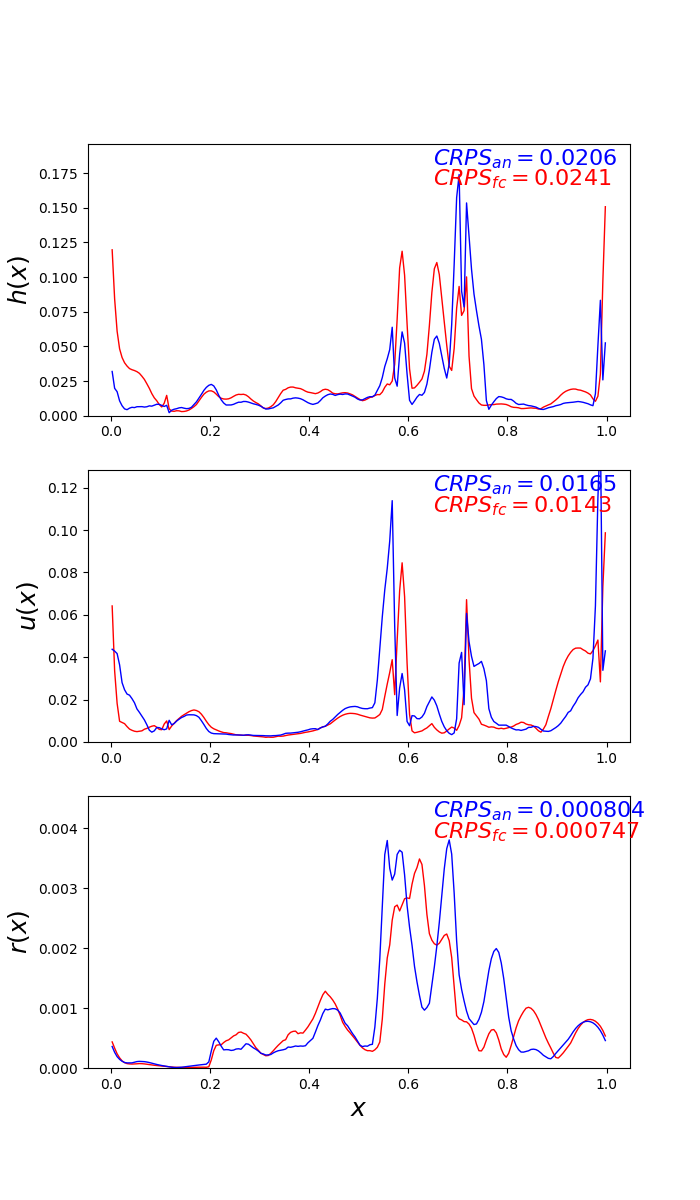 CRPS_an = 0.0206
CRPS_fc = 0.0241
h(x)
0.175
0.150
0.125
0.100
0.075
0.050
0.025
0.000
0.0 0.2 0.4 0.6 0.8 1.0
CRPS_an = 0.0165
CRPS_fc = 0.0143
u(x)
0.12
0.10
0.08
0.06
0.04
0.02
0.00
0.0 0.2 0.4 0.6 0.8 1.0
CRPS_an = 0.000804
CRPS_fc = 0.000747
r(x)
0.004
0.003
0.002
0.001
0.000
0.0 0.2 0.4 0.6 0.8 1.0
x